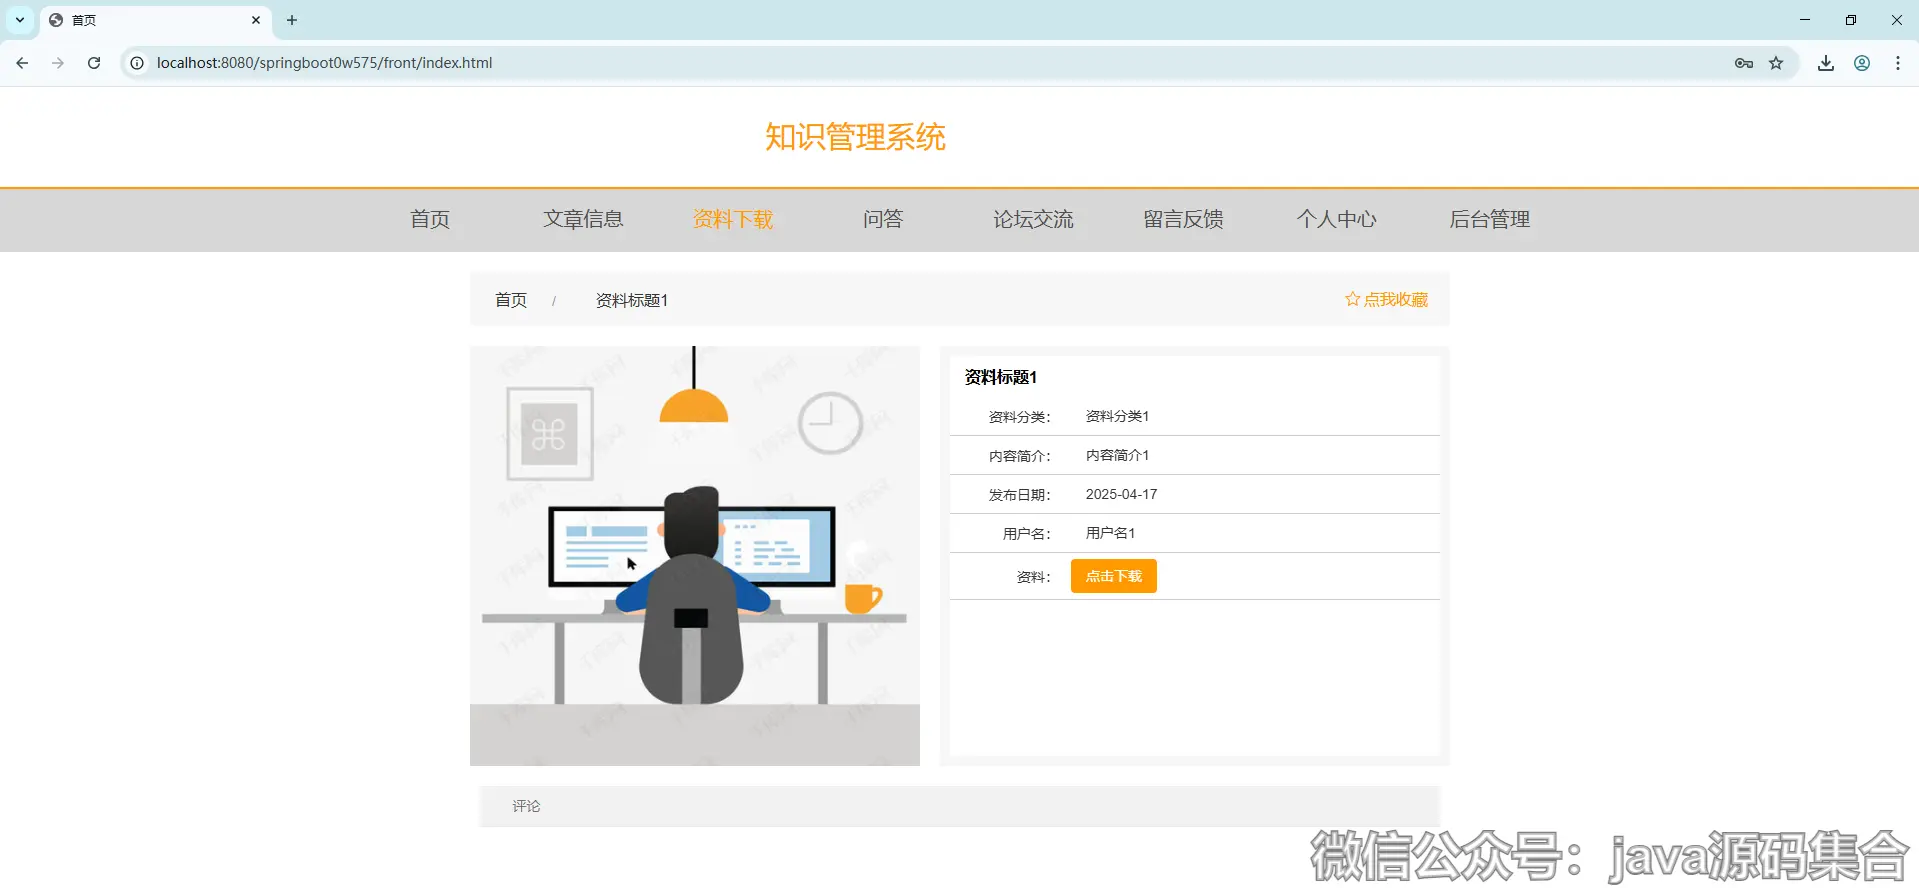 首页
localhost:8080/springboot0w575/front/index.html
知识管理系统
首页 文章信息 资料下载 问答 论坛交流 留言反馈 个人中心 后台管理
首页 / 资料标题1 点我收藏
资料标题1
资料分类： 资料分类1
内容简介： 内容简介1
发布日期： 2025-04-17
用户名： 用户名1
资料： 点击下载
评论
微信公众号：java源码集合